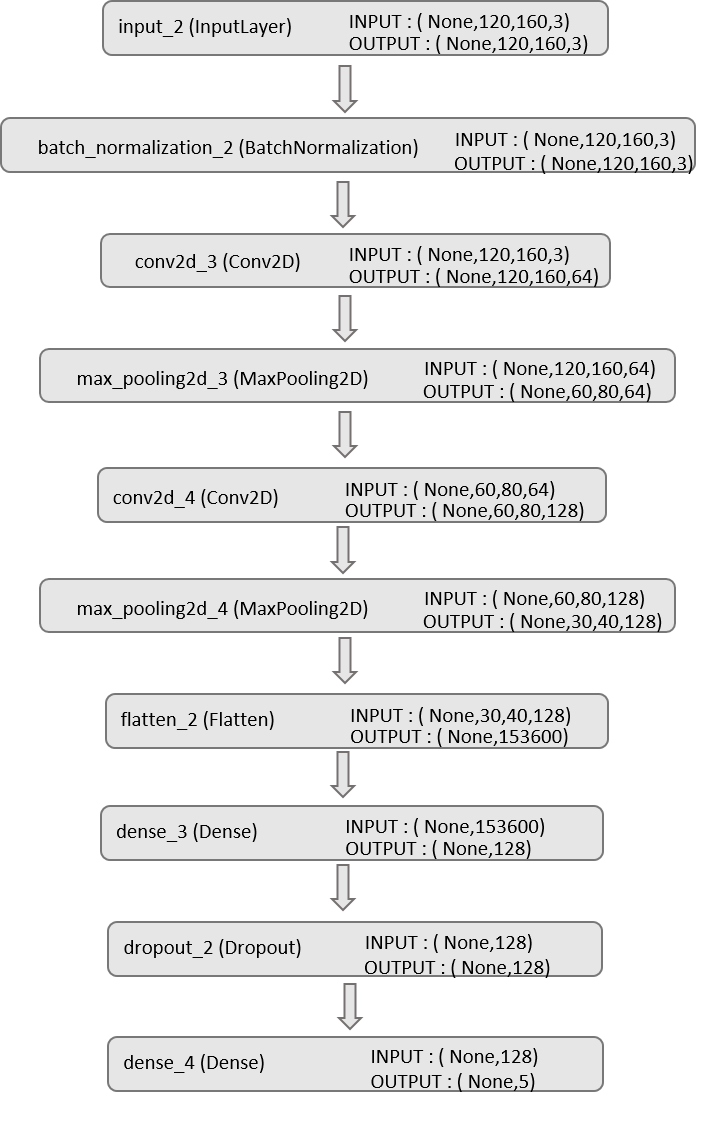 input_2 (InputLayer)
INPUT : ( None,120,160,3)
OUTPUT : ( None,120,160,3)
batch_normalization_2 (BatchNormalization)
INPUT : ( None,120,160,3)
OUTPUT : ( None,120,160,3)
conv2d_3 (Conv2D)
INPUT : ( None,120,160,3)
OUTPUT : ( None,120,160,64)
max_pooling2d_3 (MaxPooling2D)
INPUT : ( None,120,160,64)
OUTPUT : ( None,60,80,64)
conv2d_4 (Conv2D)
INPUT : ( None,60,80,64)
OUTPUT : ( None,60,80,128)
max_pooling2d_4 (MaxPooling2D)
INPUT : ( None,60,80,128)
OUTPUT : ( None,30,40,128)
flatten_2 (Flatten)
INPUT : ( None,30,40,128)
OUTPUT : ( None,153600)
dense_3 (Dense)
INPUT : ( None,153600)
OUTPUT : ( None,128)
dropout_2 (Dropout)
INPUT : ( None,128)
OUTPUT : ( None,128)
dense_4 (Dense)
INPUT : ( None,128)
OUTPUT : ( None,5)